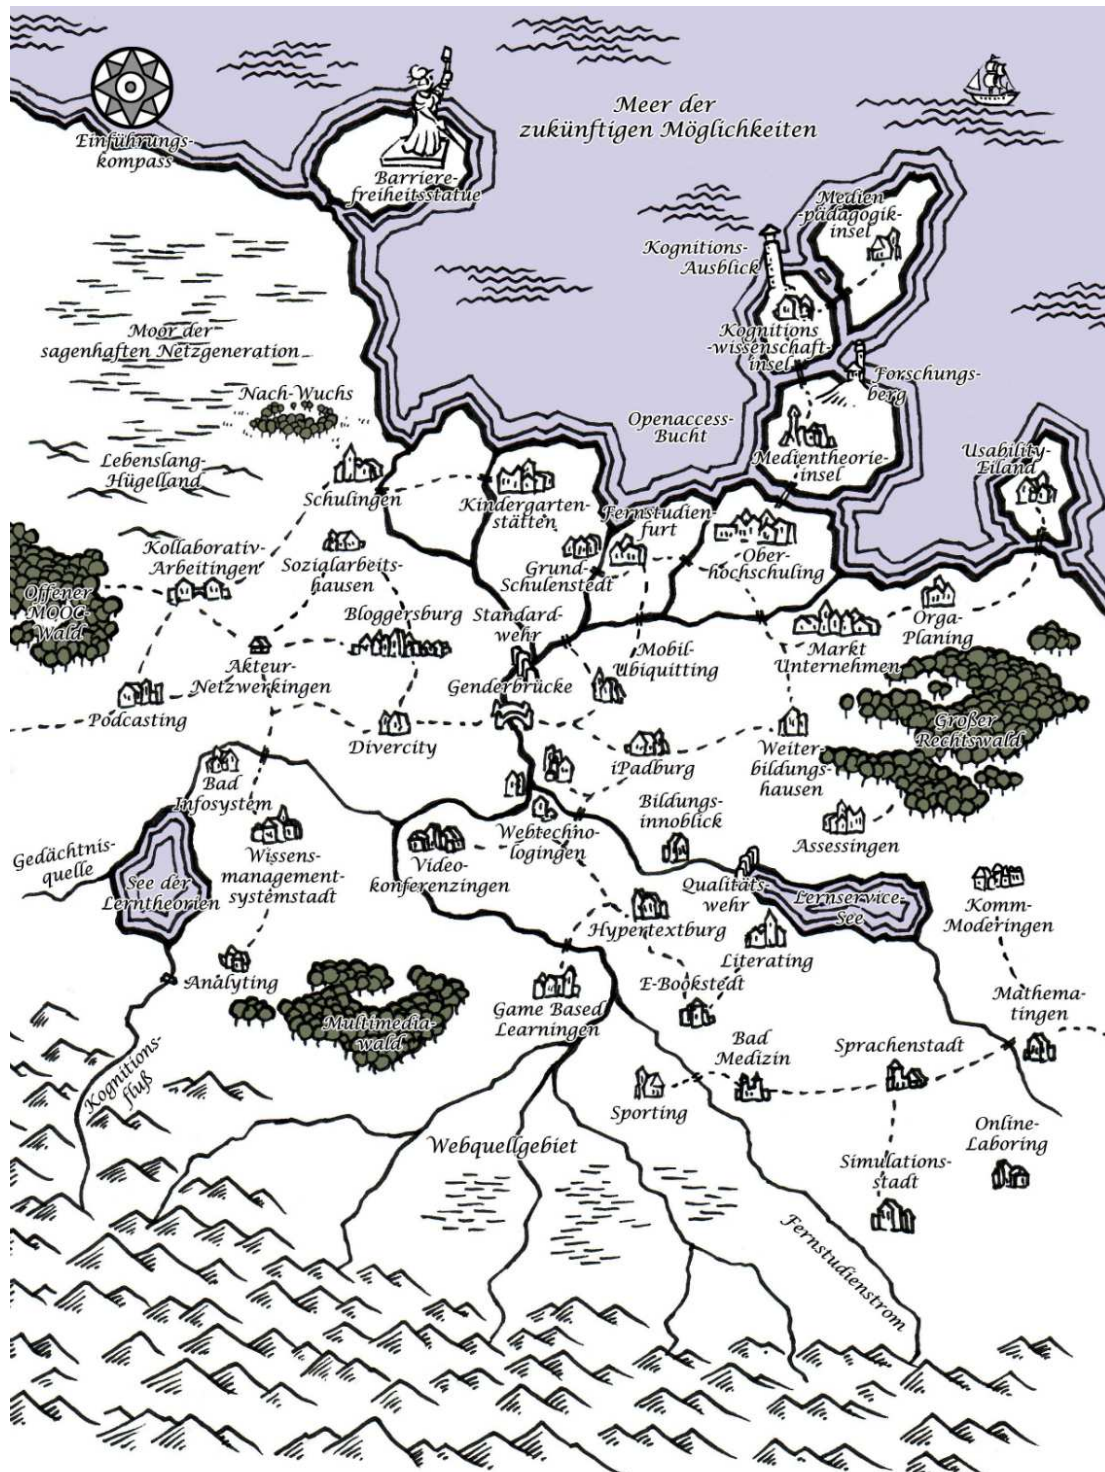 Meer der
zukünftigen Möglichkeiten
Einführungs-
kompass
Barriere-
freiheitsstatue
Medien
-pädagogik-
insel
Kognitions-
Ausblick
Kognitions
-wissenschaft-
insel
Forschungs-
berg
Moor der
sagenhaften Netzgeneration
Nach-Wuchs
Openaccess-
Bucht
Medientheorie-
insel
Usability-
Eiland
Lebenslang-
Hügelland
Schulingen
Kindergarten-
stätten
Fernstudien-
furt
Kollaborativ-
Arbeitingen
Sozialarbeits-
hausen
Grund-
Schulenstedt
Ober-
hochschuling
Offener
MOOC-
Wald
Bloggersburg
Standard-
wehr
Orga-
Planing
Mobil-
Ubiquitting
Markt
Unternehmen
Akteur-
Netzwerkingen
Genderbrücke
Podcasting
Divercity
iPadburg
Weiter-
bildungs-
hausen
Großer
Rechtswald
Bad
Infosystem
Bildungs-
innoblick
Assessingen
Gedächtnis-
quelle
See der
Lerntheorien
Wissens-
management-
systemstadt
Video-
konferenzingen
Webtechno-
logingen
Qualitäts-
wehr
Lernservice-
See
Komm-
Moderingen
Hypertextburg
Literating
Analyting
Multimedia-
wald
Game Based
Learningen
E-Bookstedt
Mathema-
tingen
Bad
Medizin
Sprachenstadt
Kognitions-
fluß
Sporting
Online-
Laboring
Webquellgebiet
Simulations-
stadt
Fernstudienstrom